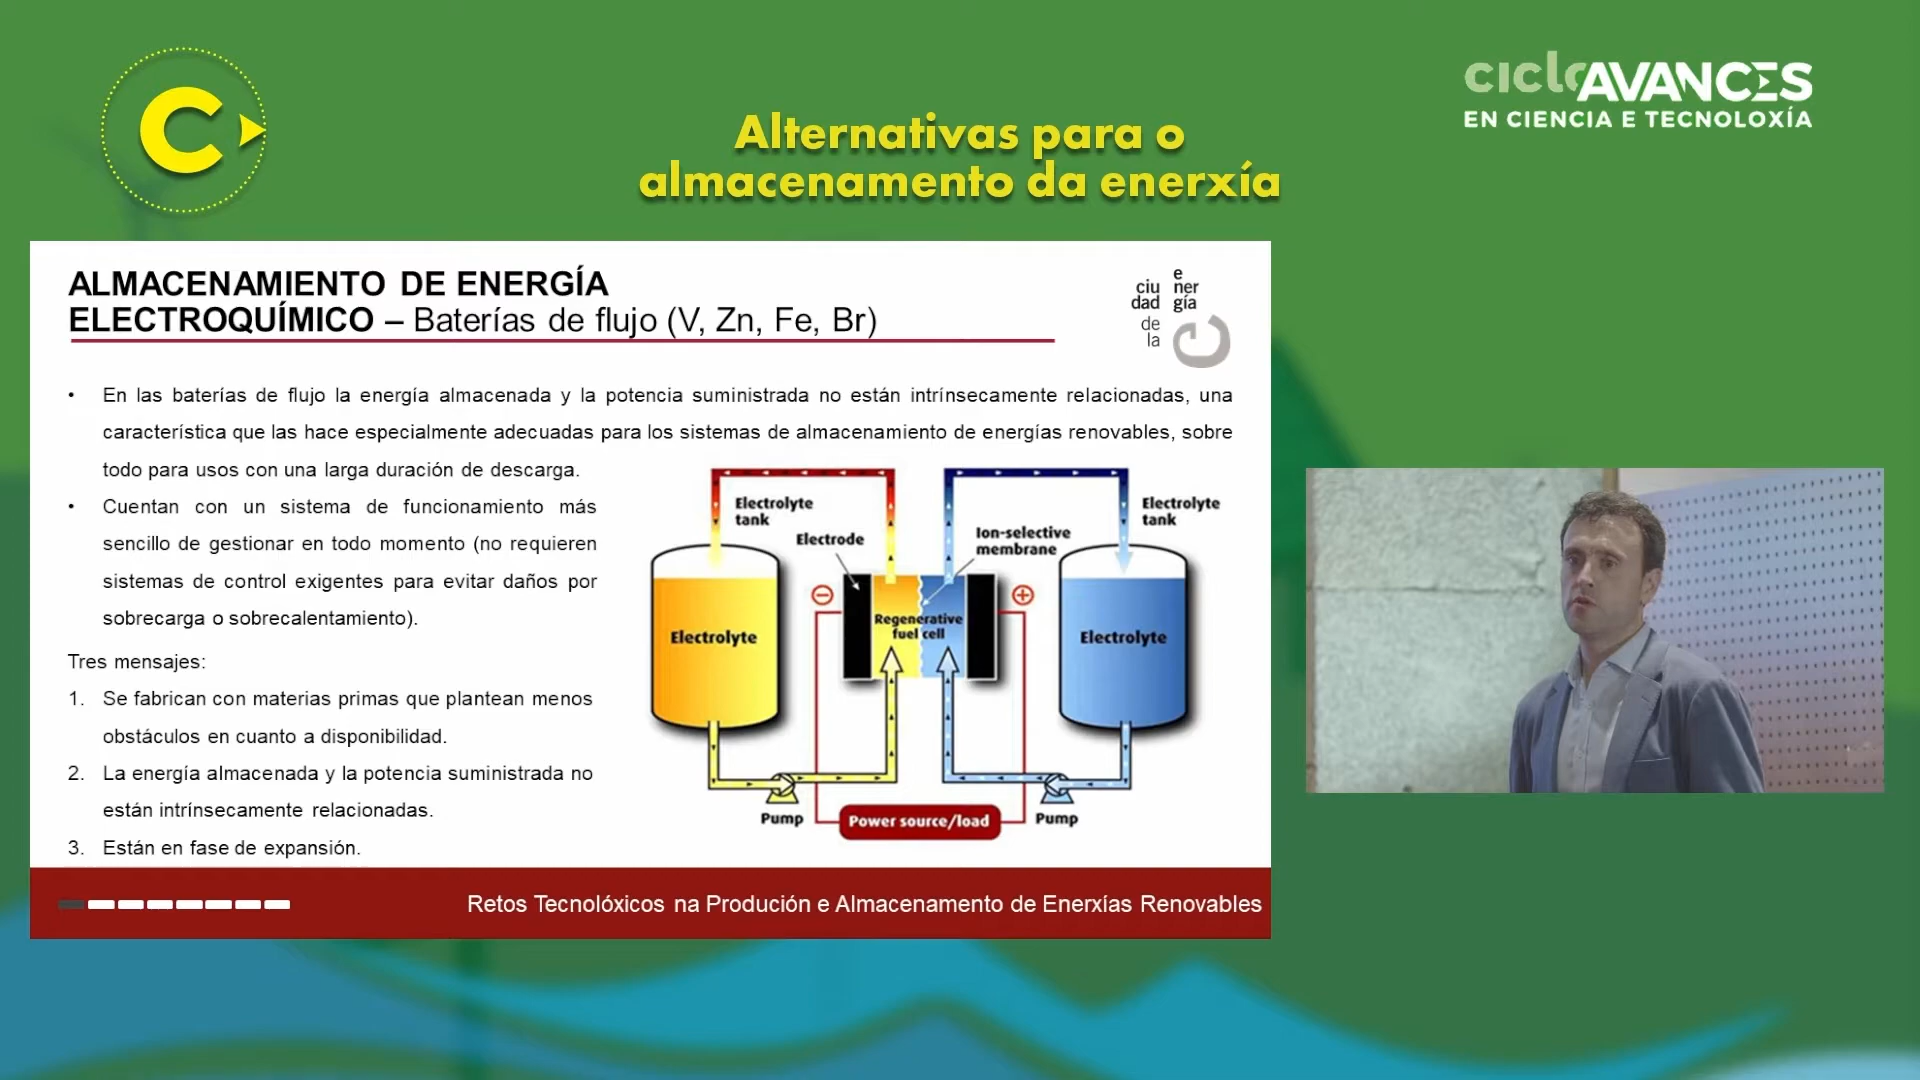 C
cicloAVANCES
EN CIENCIA E TECNOLOXÍA
Alternativas para o
almacenamento da enerxía
ALMACENAMIENTO DE ENERGÍA
ELECTROQUÍMICO – Baterías de flujo (V, Zn, Fe, Br)
ciudad
de
la
energía
• En las baterías de flujo la energía almacenada y la potencia suministrada no están intrínsecamente relacionadas, una
característica que las hace especialmente adecuadas para los sistemas de almacenamiento de energías renovables, sobre
todo para usos con una larga duración de descarga.
• Cuentan con un sistema de funcionamiento más
sencillo de gestionar en todo momento (no requieren
sistemas de control exigentes para evitar daños por
sobrecarga o sobrecalentamiento).
Tres mensajes:
1. Se fabrican con materias primas que plantean menos
obstáculos en cuanto a disponibilidad.
2. La energía almacenada y la potencia suministrada no
están intrínsecamente relacionadas.
3. Están en fase de expansión.
Electrolyte
tank
Electrode
Ion-selective
membrane
Electrolyte
tank
Electrolyte
Regenerative
fuel cell
Electrolyte
Pump
Power source/load
Pump
Retos Tecnolóxicos na Produción e Almacenamento de Enerxías Renovables